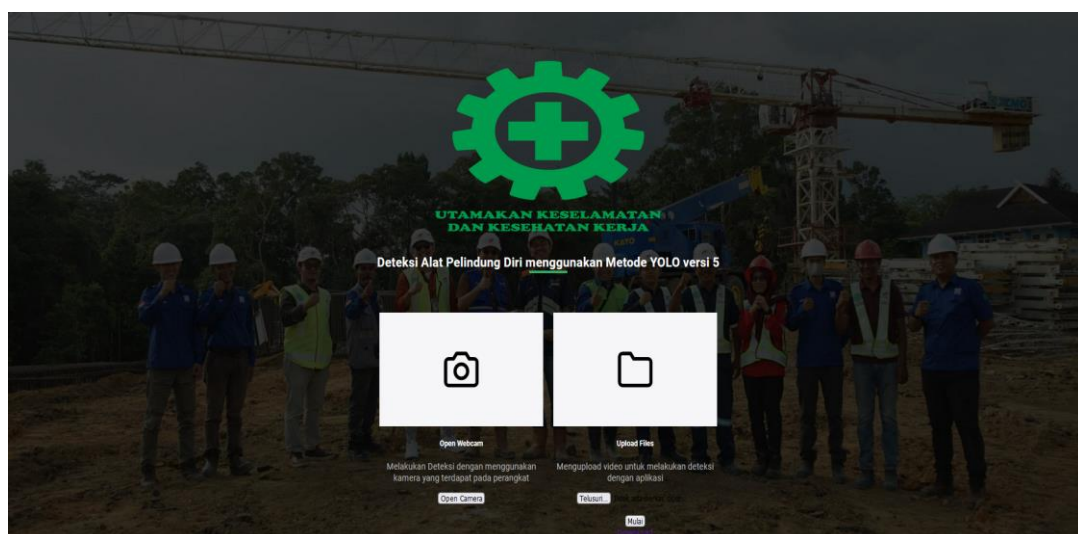 UTAMAKAN KESELAMATAN
DAN KESEHATAN KERJA
KATO
Deteksi Alat Pelindung Diri menggunakan Metode YOLO versi 5
Open Webcam
Upload Files
Melakukan Deteksi dengan menggunakan
kamera yang terdapat pada perangkat
Mengupload video untuk melakukan deteksi
dengan aplikasi
Open Camera
Telusuri...
Mulai